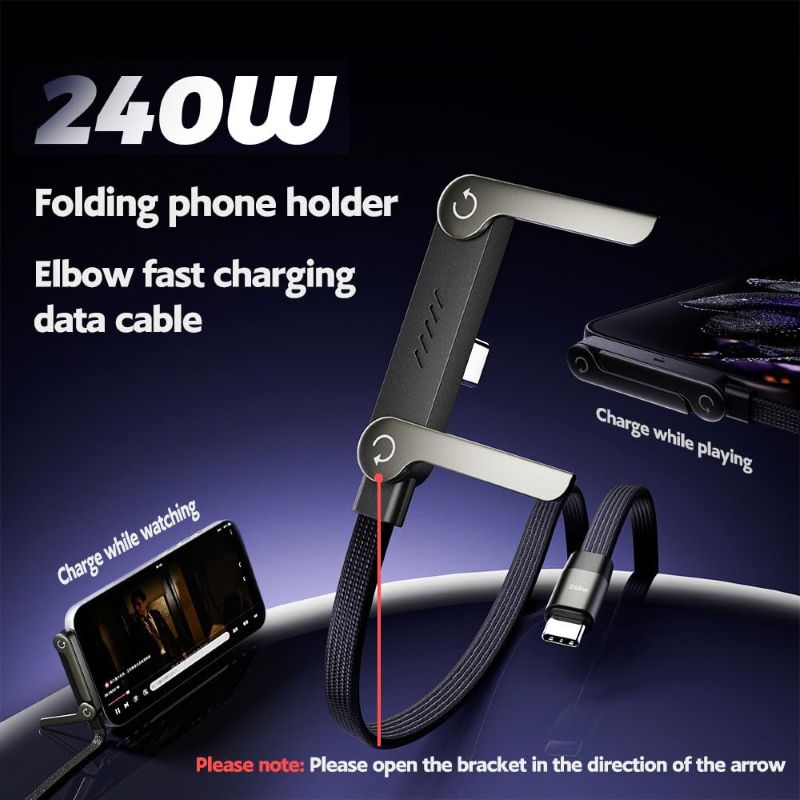 240W
Folding phone holder
Elbow fast charging
data cable
Charge while playing
Charge while watching
240w
Please note: Please open the bracket in the direction of the arrow